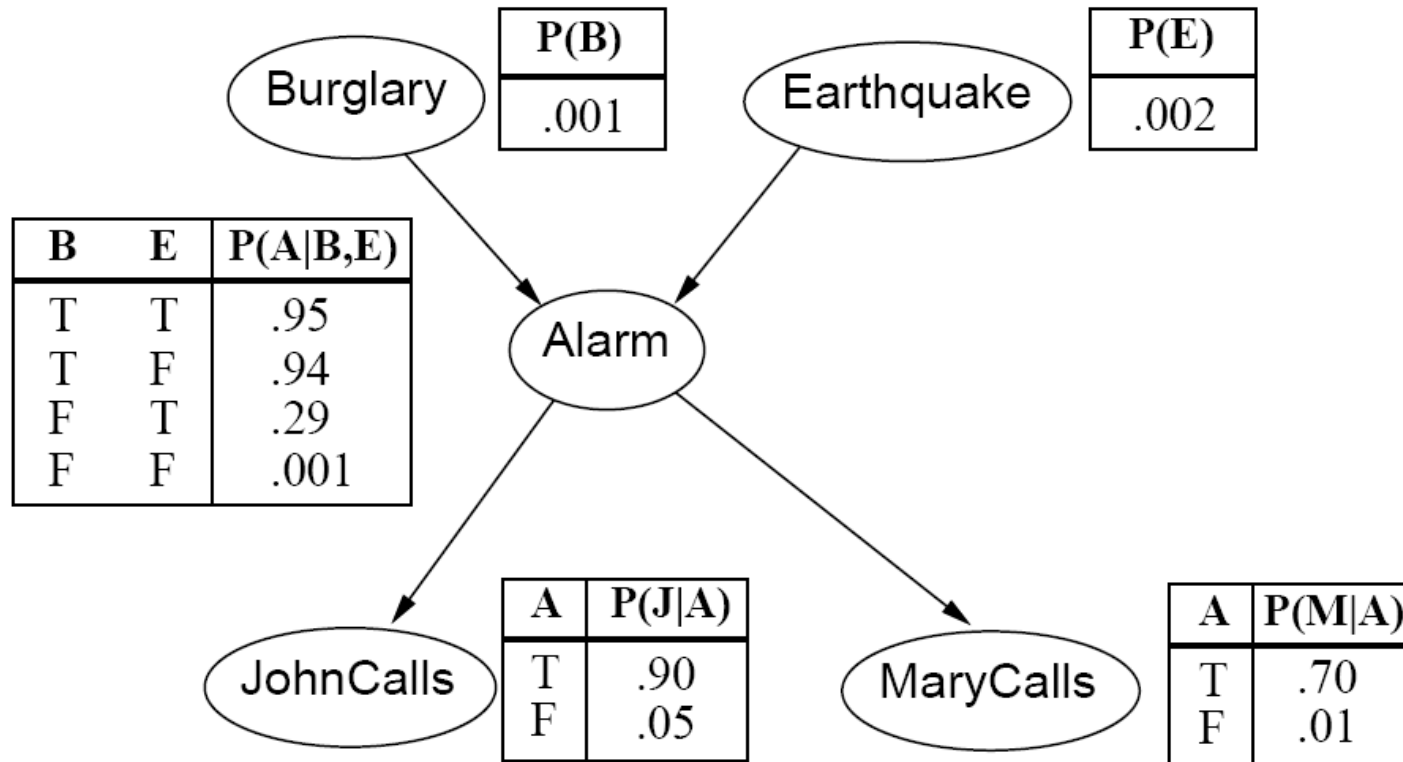 Burglary
P(B)
.001
Earthquake
P(E)
.002
B E P(A|B,E)
T T .95
T F .94
F T .29
F F .001
Alarm
JohnCalls
A P(J|A)
T .90
F .05
MaryCalls
A P(M|A)
T .70
F .01